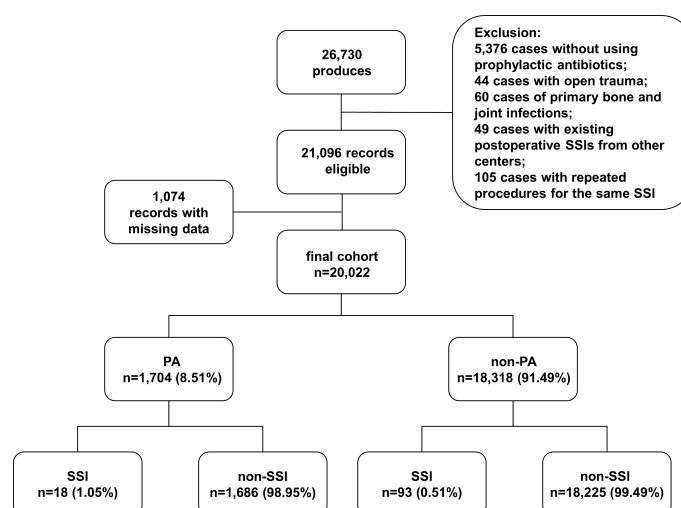 26,730
produces
Exclusion:
5,376 cases without using
prophylactic antibiotics;
44 cases with open trauma;
60 cases of primary bone and
joint infections;
49 cases with existing
postoperative SSIs from other
centers;
105 cases with repeated
procedures for the same SSI
21,096 records
eligible
1,074
records with
missing data
final cohort
n=20,022
PA
n=1,704 (8.51%)
non-PA
n=18,318 (91.49%)
SSI
n=18 (1.05%)
non-SSI
n=1,686 (98.95%)
SSI
n=93 (0.51%)
non-SSI
n=18,225 (99.49%)